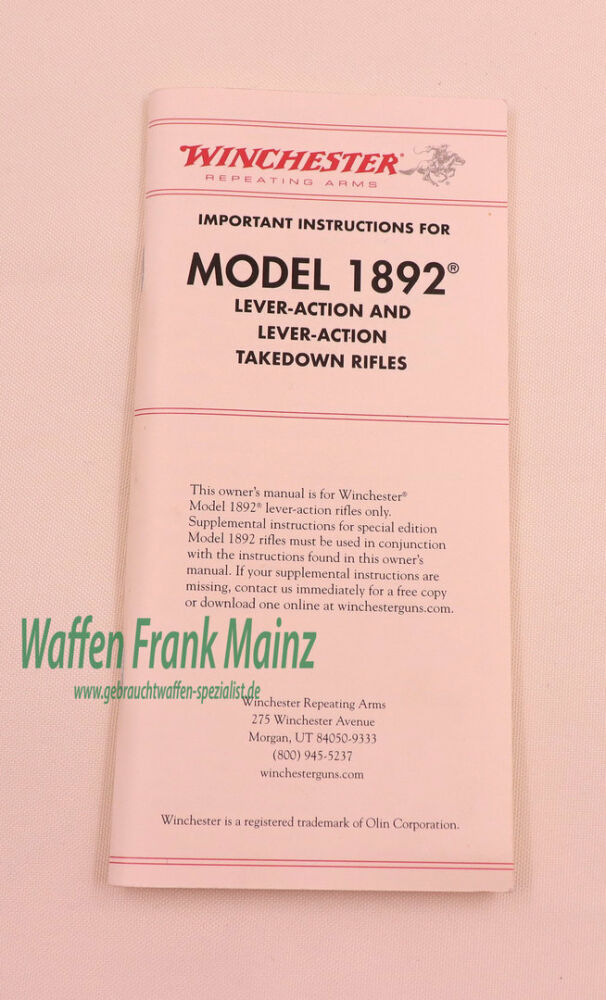 WINCHESTER®
REPEATING ARMS
IMPORTANT INSTRUCTIONS FOR
MODEL 1892®
LEVER-ACTION AND
LEVER-ACTION
TAKEDOWN RIFLES
This owner's manual is for Winchester®
Model 1892® lever-action rifles only.
Supplemental instructions for special edition
Model 1892 rifles must be used in conjunction
with the instructions found in this owner's
manual. If your supplemental instructions are
missing, contact us immediately for a free copy
or download one online at winchesterguns.com.
Waffen Frank Mainz
www.gebrauchtwaffen-spezialist.de
Winchester Repeating Arms
275 Winchester Avenue
Morgan, UT 84050-9333
(800) 945-5237
winchesterguns.com
Winchester is a registered trademark of Olin Corporation.